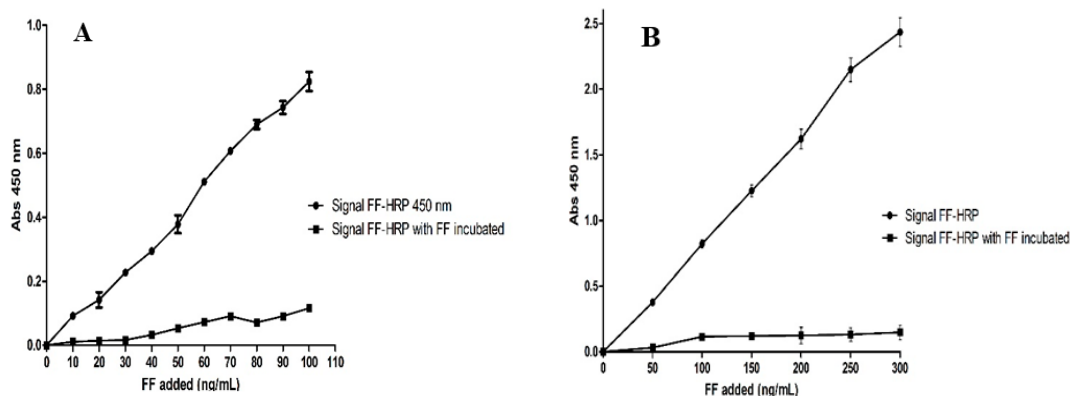 A
Abs 450 nm
1.0
0.8
0.6
0.4
0.2
0.0
0 10 20 30 40 50 60 70 80 90 100 110
FF added (ng/mL)
Signal FF-HRP 450 nm
Signal FF-HRP with FF incubated
B
Abs 450 nm
2.5
2.0
1.5
1.0
0.5
0.0
0 50 100 150 200 250 300
FF added (ng/mL)
Signal FF-HRP
Signal FF-HRP with FF incubated